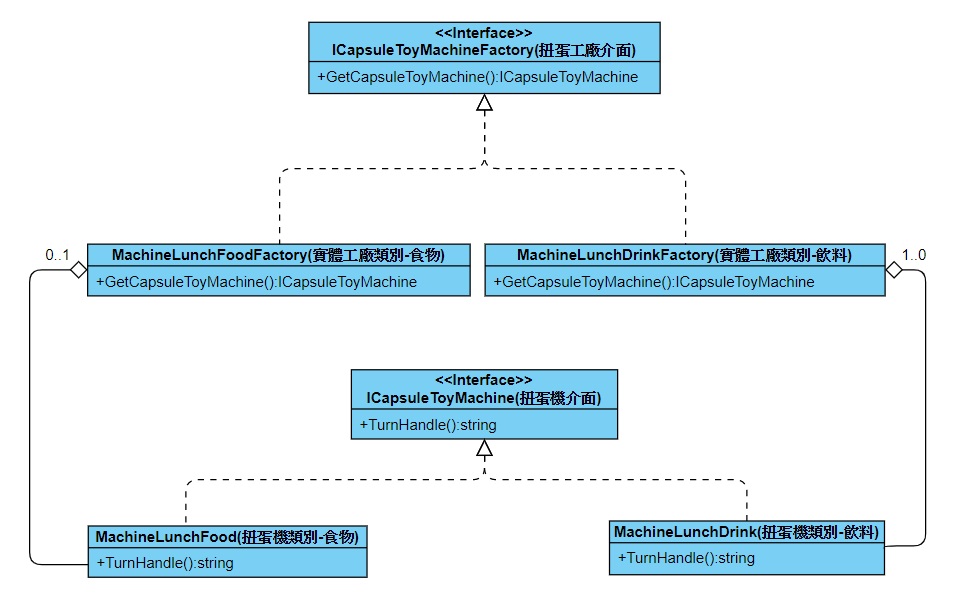 <<Interface>>
ICapsuleToyMachineFactory(扭蛋工廠介面)
+GetCapsuleToyMachine():ICapsuleToyMachine
0..1
MachineLunchFoodFactory(實體工廠類別-食物)
+GetCapsuleToyMachine():ICapsuleToyMachine
MachineLunchDrinkFactory(實體工廠類別-飲料)
+GetCapsuleToyMachine():ICapsuleToyMachine
1..0
<<Interface>>
ICapsuleToyMachine(扭蛋機介面)
+TurnHandle():string
MachineLunchFood(扭蛋機類別-食物)
+TurnHandle():string
MachineLunchDrink(扭蛋機類別-飲料)
+TurnHandle():string